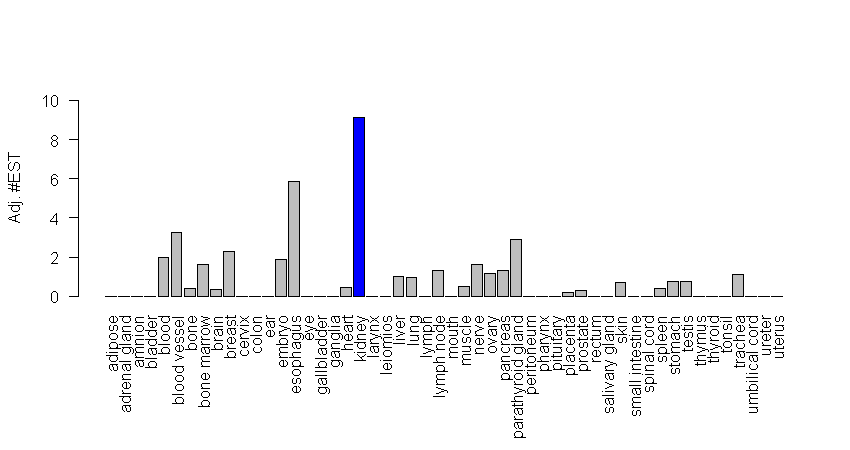 10
8
6
4
2
0
Adj. #EST
adipose
adrenal gland
amnion
bladder
blood
blood vessel
bone
bone marrow
brain
breast
cervix
colon
ear
embryo
esophagus
eye
gallbladder
ganglia
heart
kidney
larynx
leiomios
liver
lung
lymph
lymph node
mouth
muscle
nerve
ovary
pancreas
parathyroid gland
peritoneum
pharynx
pituitary
placenta
prostate
rectum
salivary gland
skin
small intestine
spinal cord
spleen
stomach
testis
thymus
thyroid
tonsil
trachea
umbilical cord
ureter
uterus